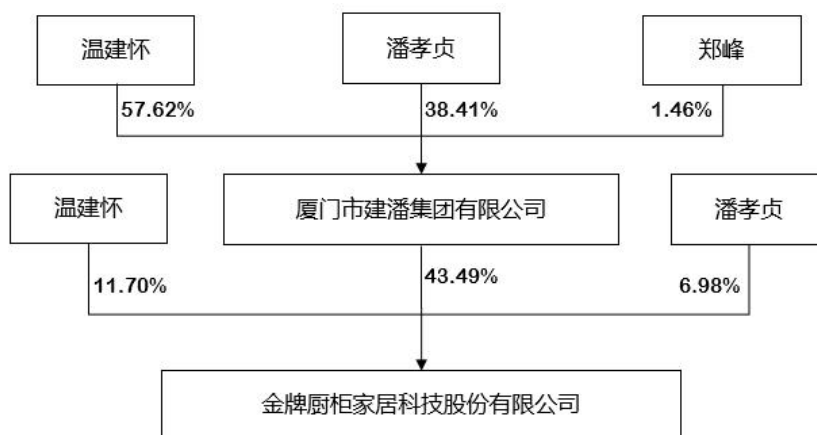 温建怀
潘孝贞
郑峰
57.62%
38.41%
1.46%
温建怀
厦门市建潘集团有限公司
潘孝贞
11.70%
43.49%
6.98%
金牌厨柜家居科技股份有限公司